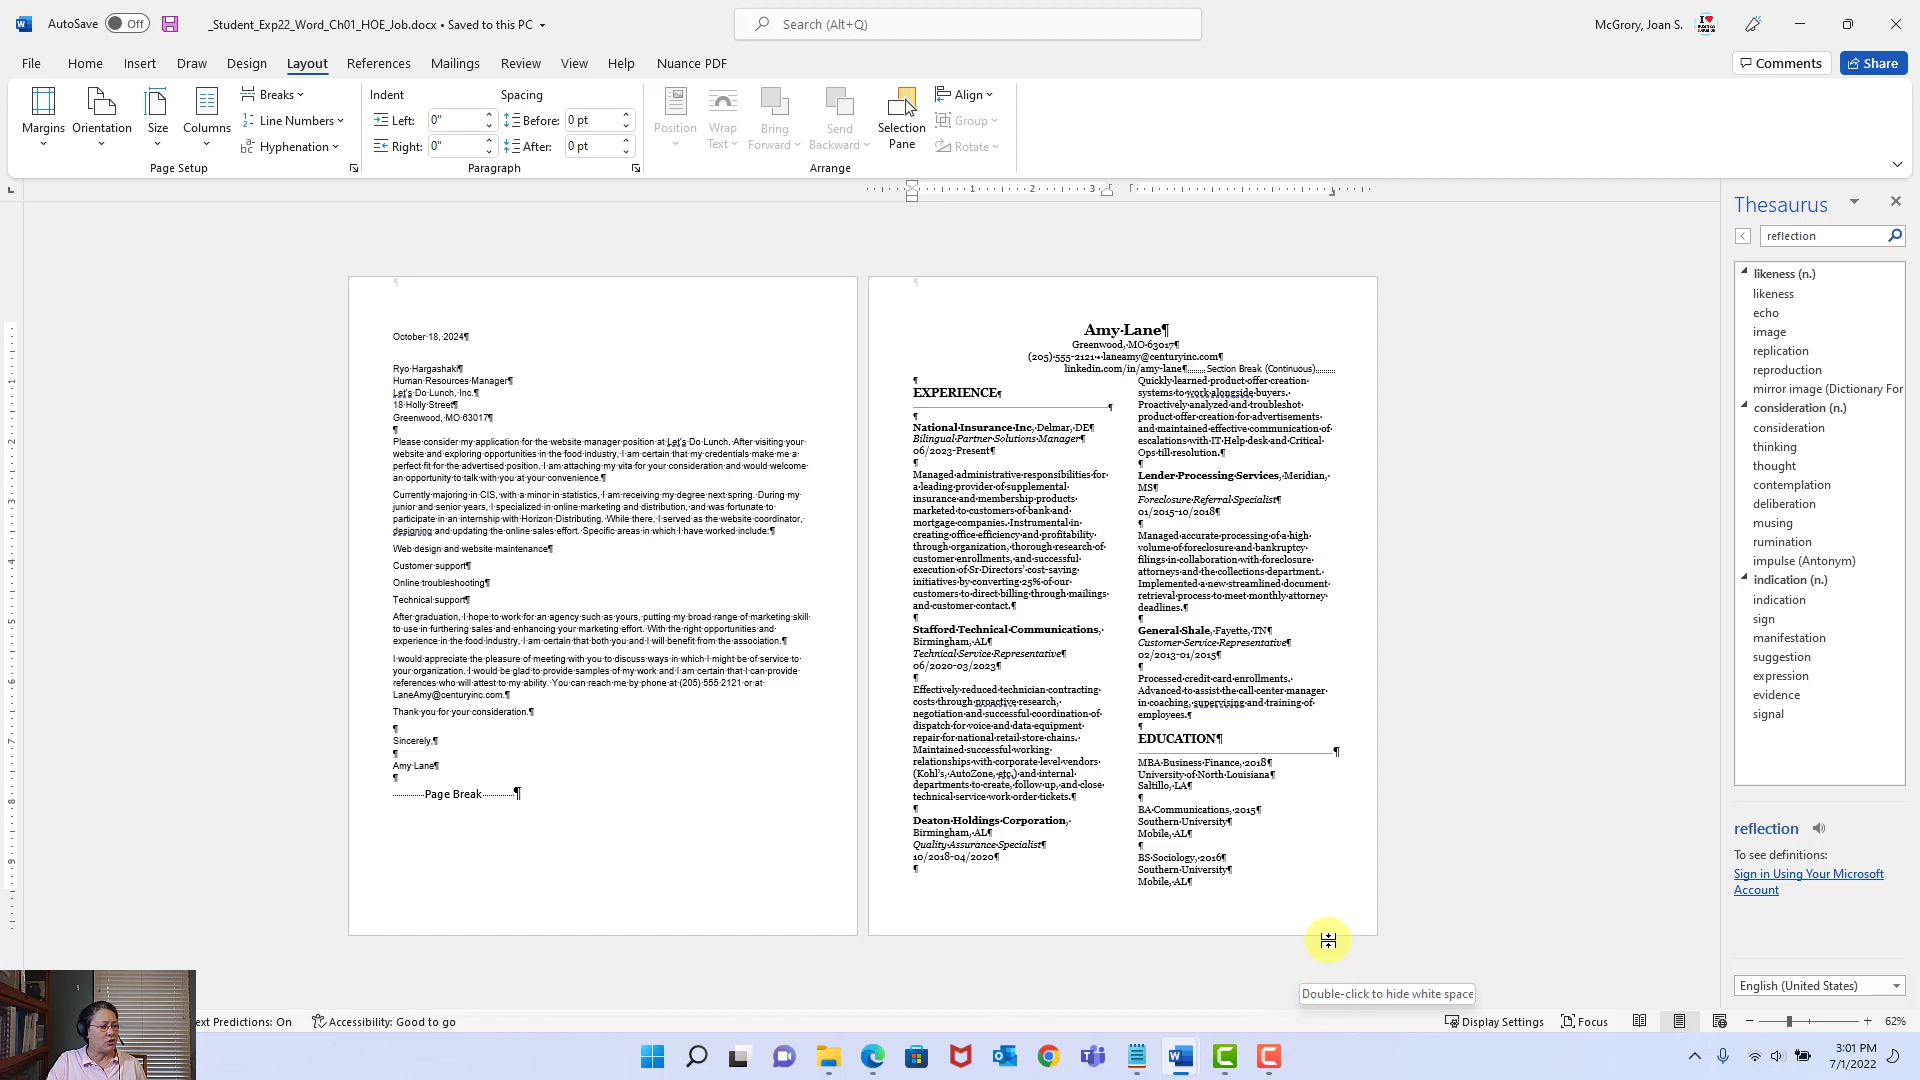 AutoSave Off _Student_Exp22_Word_Ch01_HOE_Job.docx • Saved to this PC
Search (Alt+Q)
McGrory, Joan S.
File Home Insert Draw Design Layout References Mailings Review View Help Nuance PDF
Comments Share
Margins Orientation Size Columns
Breaks
Line Numbers
Hyphenation
Page Setup
Indent Spacing
Left: 0" Before: 0 pt
Right: 0" After: 0 pt
Paragraph
Position Wrap Text Bring Forward Send Backward Selection Pane
Align
Group
Rotate
Arrange
1 2 3
October 18, 2024¶
Ryo Hargashaki¶
Human Resources Manager¶
Let's Do Lunch, Inc.¶
18 Holly Street¶
Greenwood, MO 63017¶
¶
Please consider my application for the website manager position at Let's Do Lunch. After visiting your
website and exploring opportunities in the food industry, I am certain that my credentials make me a
perfect fit for the advertised position. I am attaching my vita for your consideration and would welcome
an opportunity to talk with you at your convenience.¶
Currently majoring in CIS, with a minor in statistics, I am receiving my degree next spring. During my
junior and senior years, I specialized in online marketing and distribution, and was fortunate to
participate in an internship with Horizon Distributing. While there, I served as the website coordinator,
designing and updating the online sales effort. Specific areas in which I have worked include:¶
Web design and website maintenance¶
Customer support¶
Online troubleshooting¶
Technical support¶
After graduation, I hope to work for an agency such as yours, putting my broad range of marketing skill
to use in furthering sales and enhancing your marketing effort. With the right opportunities and
experience in the food industry, I am certain that both you and I will benefit from the association.¶
I would appreciate the pleasure of meeting with you to discuss ways in which I might be of service to
your organization. I would be glad to provide samples of my work and I am certain that I can provide
references who will attest to my ability. You can reach me by phone at (205) 555 2121 or at
LaneAmy@centuryinc.com.¶
Thank you for your consideration.¶
¶
Sincerely,¶
¶
Amy Lane¶
¶
Page Break¶
Amy Lane¶
Greenwood, MO 63017¶
(205) 555-2121 • laneamy@centuryinc.com¶
linkedin.com/in/amy-lane¶ Section Break (Continuous)
¶
EXPERIENCE¶
¶
¶
National Insurance Inc, Delmar, DE¶
Bilingual Partner Solutions Manager¶
06/2023-Present¶
¶
Managed administrative responsibilities for
a leading provider of supplemental
insurance and membership products
marketed to customers of bank and
mortgage companies. Instrumental in
creating office efficiency and profitability
through organization, thorough research of
customer enrollments, and successful
execution of Sr Directors' cost-saving
initiatives by converting 25% of our
customers to direct billing through mailings
and customer contact.¶
¶
Stafford Technical Communications,
Birmingham, AL¶
Technical Service Representative¶
06/2020-03/2023¶
¶
Effectively reduced technician contracting
costs through proactive research,
negotiation and successful coordination of
dispatch for voice and data equipment
repair for national retail store chains.
Maintained successful working
relationships with corporate level vendors
(Kohl's, AutoZone, etc.) and internal
departments to create, follow up, and close
technical service work order tickets.¶
¶
Deaton Holdings Corporation,
Birmingham, AL¶
Quality Assurance Specialist¶
10/2018-04/2020¶
¶
Quickly learned product offer creation
systems to work alongside buyers.
Proactively analyzed and troubleshot
product offer creation for advertisements
and maintained effective communication of
escalations with IT Help desk and Critical
Ops till resolution.¶
¶
Lender Processing Services, Meridian,
MS¶
Foreclosure Referral Specialist¶
01/2015-10/2018¶
¶
Managed accurate processing of a high
volume of foreclosure and bankruptcy
filings in collaboration with foreclosure
attorneys and the collections department.
Implemented a new streamlined document
retrieval process to meet monthly attorney
deadlines.¶
¶
General Shale, Fayette, TN¶
Customer Service Representative¶
02/2013-01/2015¶
¶
Processed credit card enrollments.
Advanced to assist the call center manager
in coaching, supervising and training of
employees.¶
¶
EDUCATION¶
¶
MBA Business Finance, 2018¶
University of North Louisiana¶
Saltillo, LA¶
¶
BA Communications, 2015¶
Southern University¶
Mobile, AL¶
¶
BS Sociology, 2016¶
Southern University¶
Mobile, AL¶
Double-click to hide white space
Thesaurus
reflection
likeness (n.)
likeness
echo
image
replication
reproduction
mirror image (Dictionary For
consideration (n.)
consideration
thinking
thought
contemplation
deliberation
musing
rumination
impulse (Antonym)
indication (n.)
indication
sign
manifestation
suggestion
expression
evidence
signal
reflection
To see definitions:
Sign in Using Your Microsoft
Account
English (United States)
ext Predictions: On Accessibility: Good to go
Display Settings Focus 62%
3:01 PM
7/1/2022